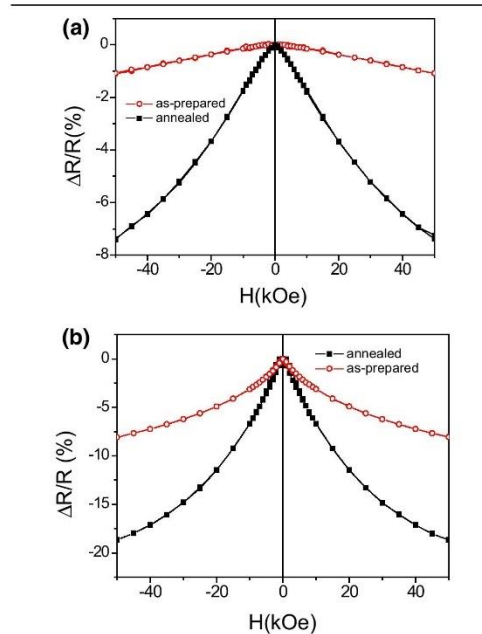 (a)
0
-2
-4
-6
-8
ΔR/R(%)
as-prepared
annealed
-40 -20 0 20 40
H(kOe)
(b)
0
-5
-10
-15
-20
ΔR/R (%)
annealed
as-prepared
-40 -20 0 20 40
H(kOe)